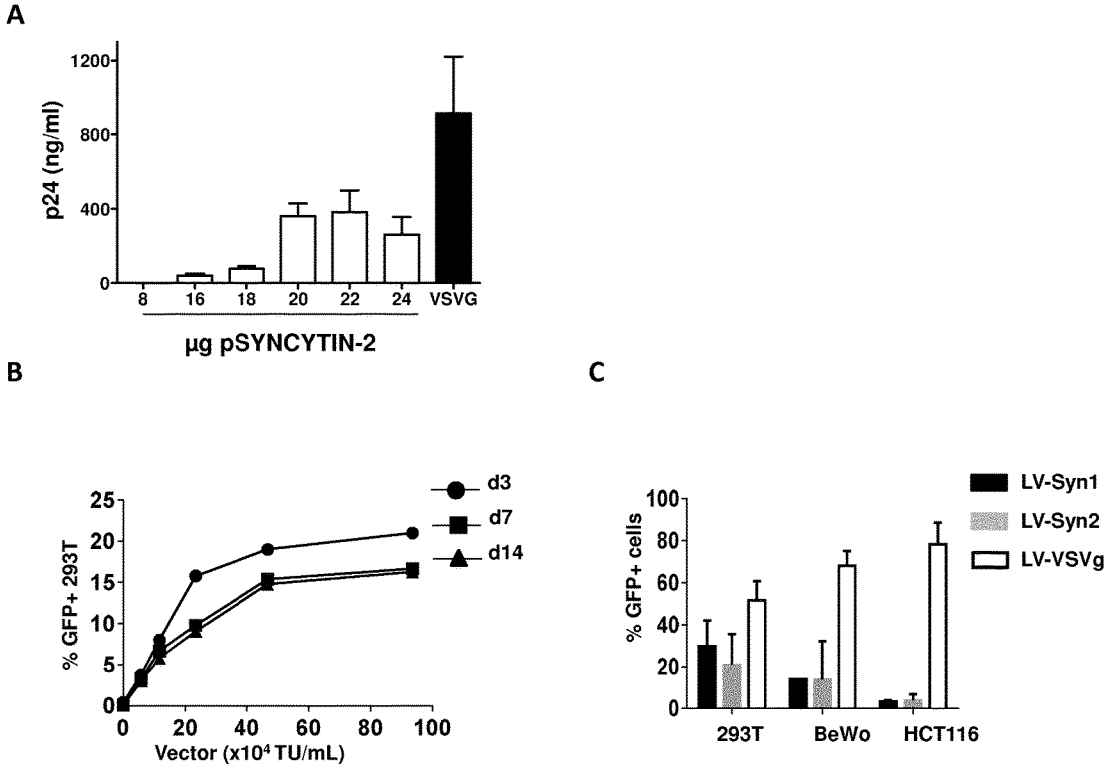 A
p24 (ng/ml)
1200
800
400
0
8 16 18 20 22 24 VSVG
µg pSYNCYTIN-2
B
% GFP+ 293T
25
20
15
10
5
0
0 20 40 60 80 100
Vector (x10⁴ TU/mL)
d3
d7
d14
C
% GFP+ cells
100
80
60
40
20
0
293T BeWo HCT116
LV-Syn1
LV-Syn2
LV-VSVg